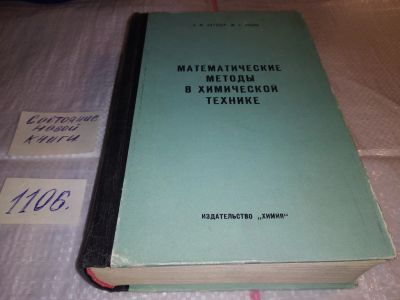 МАТЕМАТИЧЕСКИЕ
МЕТОДЫ
В ХИМИЧЕСКОЙ
ТЕХНИКЕ
ИЗДАТЕЛЬСТВО „ХИМИЯ"
Состояние
новой
книги
1106.